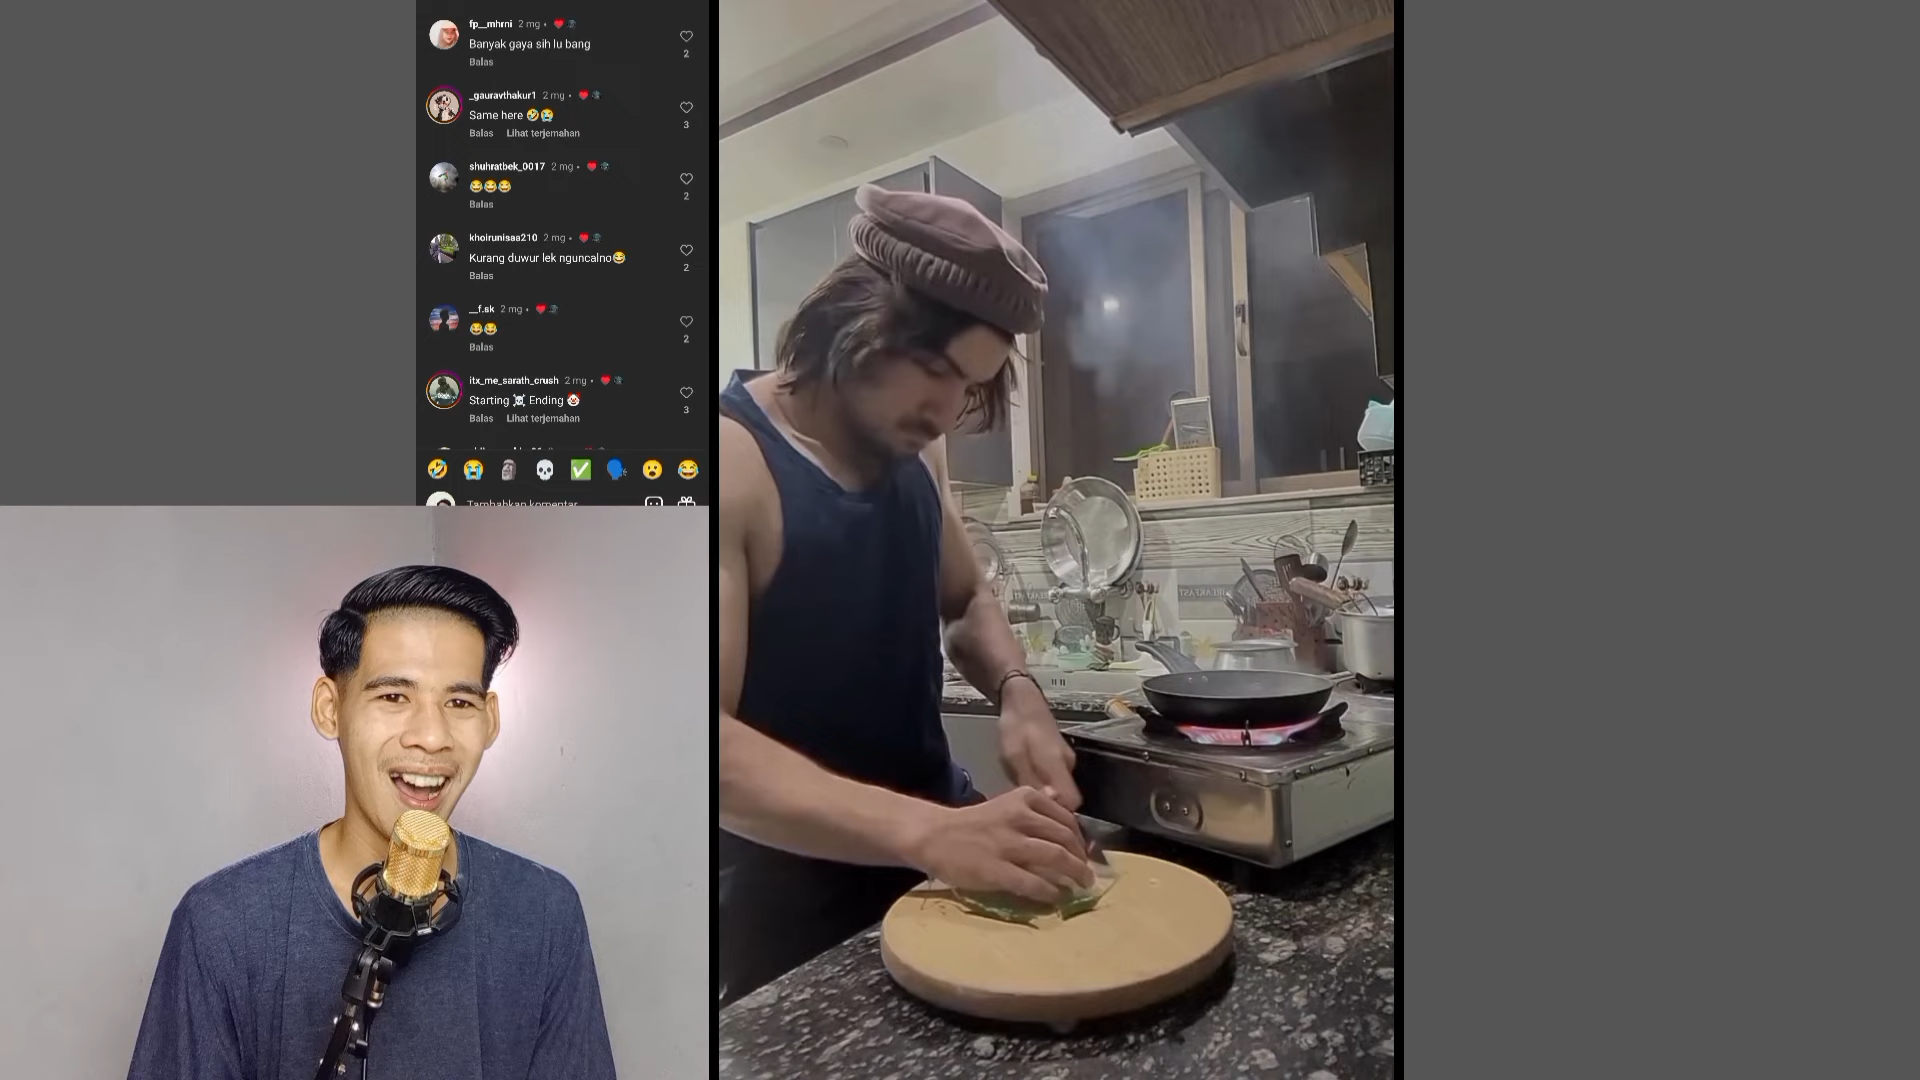 fp__mhrni 2 mg •
Banyak gaya sih lu bang
2
Balas
_gauravthakur1 2 mg •
Same here 🤣😭
3
Balas Lihat terjemahan
shuhratbek_0017 2 mg •
😂😂😂
2
Balas
khoirunisaa210 2 mg •
Kurang duwur lek nguncalno😂
2
Balas
__f.sk 2 mg •
😂😂
2
Balas
itx_me_sarath_crush 2 mg •
Starting ☠️ Ending 🤡
3
Balas Lihat terjemahan
Tambahkan komentar